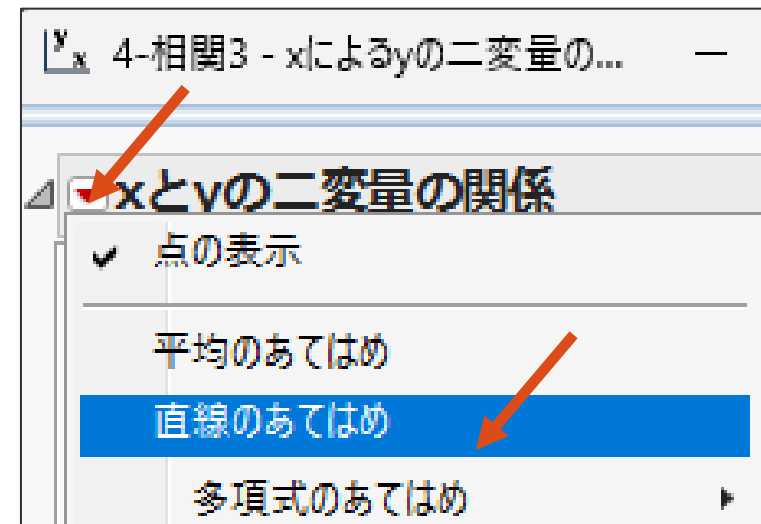 4-相関3 - xによるyの二変量の...
xとyの二変量の関係
点の表示
平均のあてはめ
直線のあてはめ
多項式のあてはめ